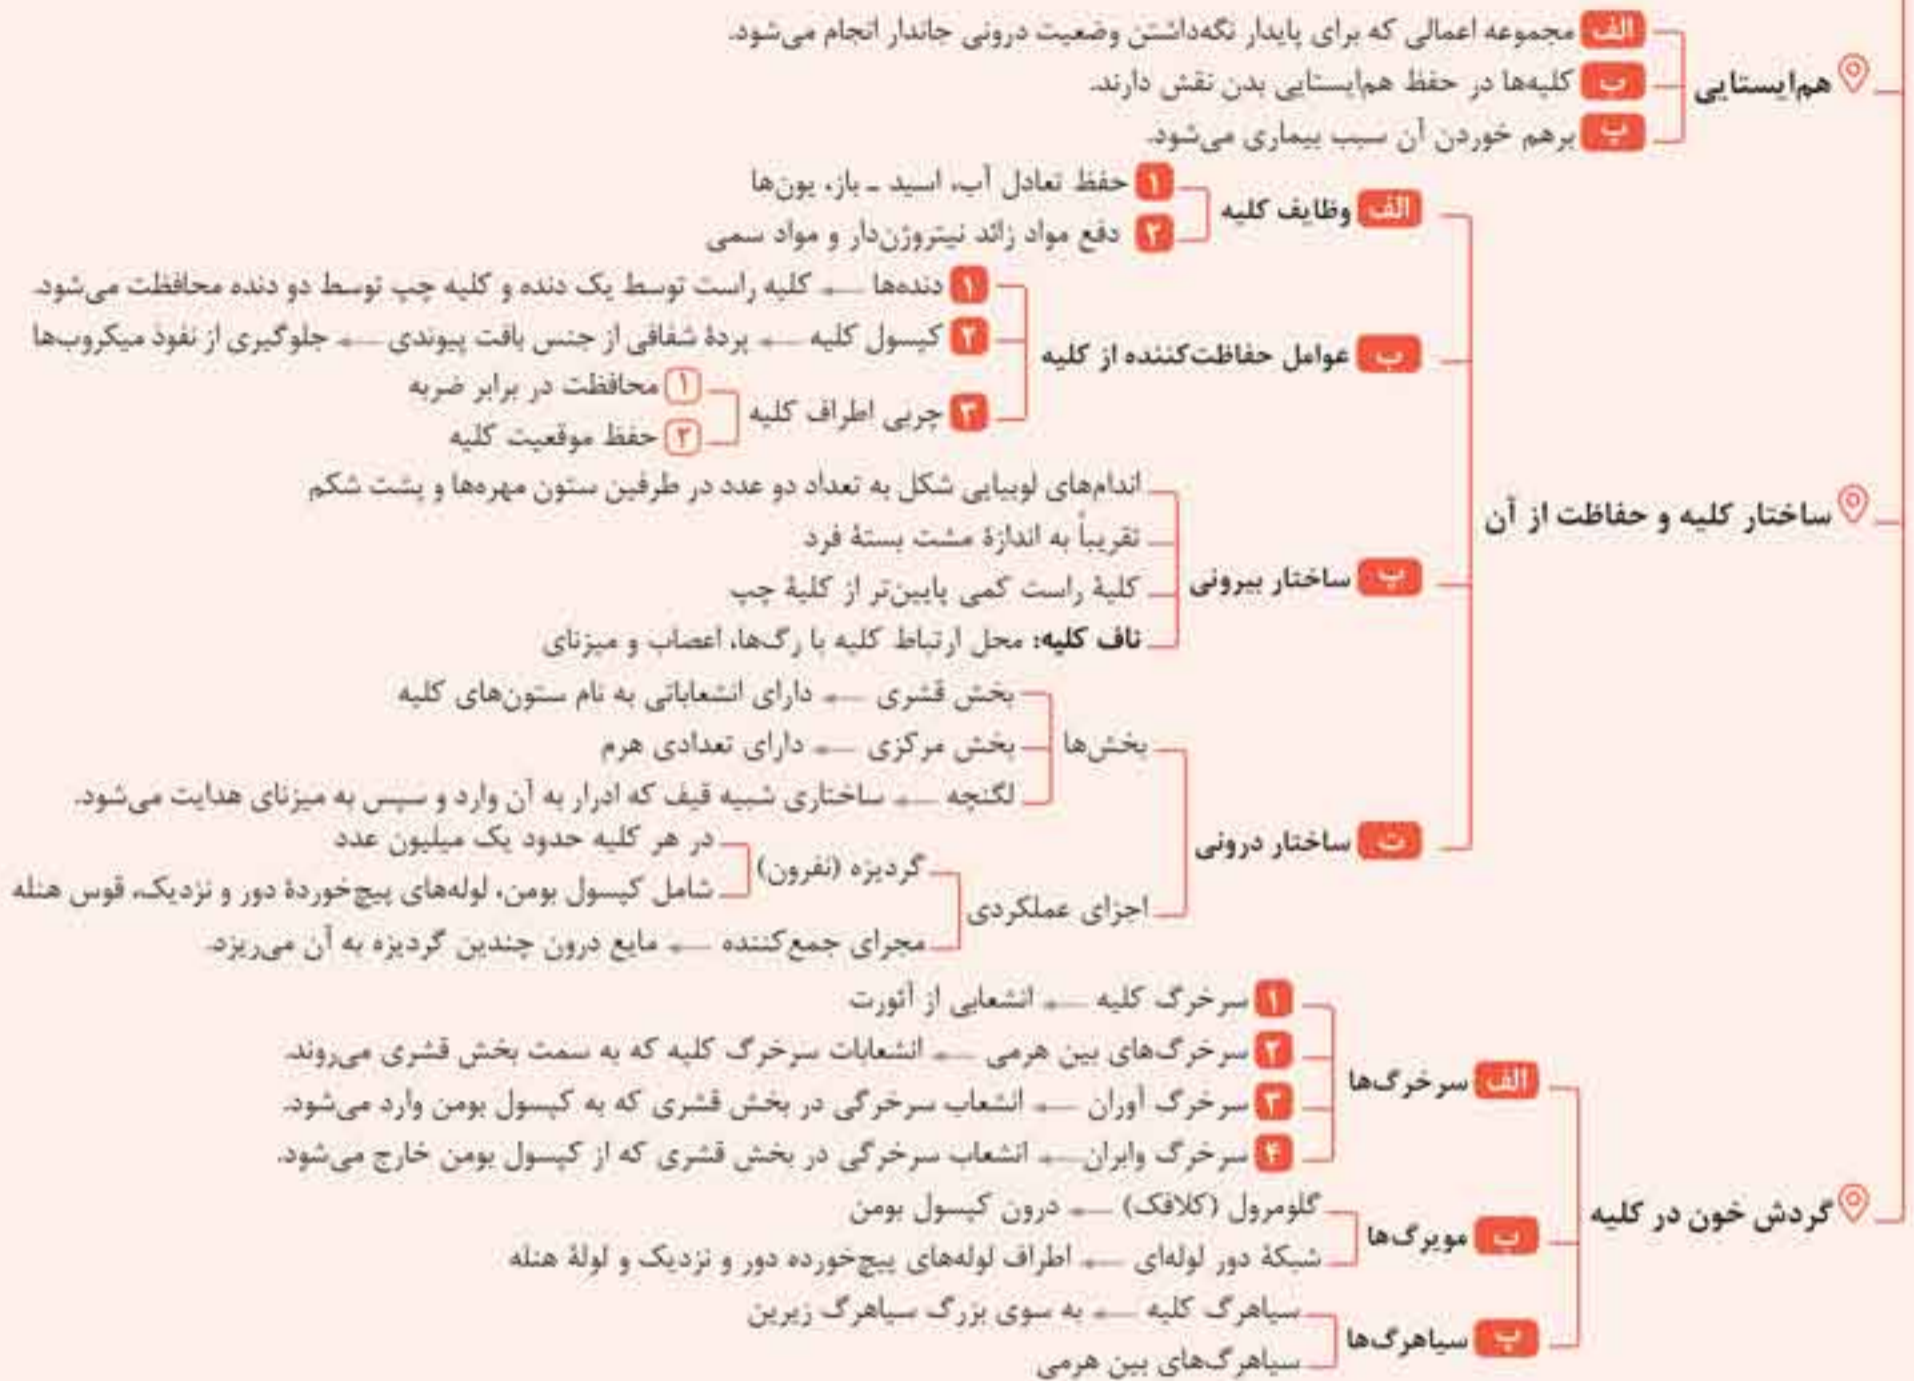 هم‌ایستایی
الف مجموعه اعمالی که برای پایدار نگه‌داشتن وضعیت درونی جاندار انجام می‌شود.
ب کلیه‌ها در حفظ هم‌ایستایی بدن نقش دارند.
پ برهم خوردن آن سبب بیماری می‌شود.
ساختار کلیه و حفاظت از آن
الف وظایف کلیه
۱ حفظ تعادل آب، اسید ـ باز، یون‌ها
۲ دفع مواد زائد نیتروژن‌دار و مواد سمی
ب عوامل حفاظت‌کننده از کلیه
۱ دنده‌ها ← کلیه راست توسط یک دنده و کلیه چپ توسط دو دنده محافظت می‌شود.
۲ کپسول کلیه ← پردهٔ شفافی از جنس بافت پیوندی ← جلوگیری از نفوذ میکروب‌ها
۳ چربی اطراف کلیه
۱ محافظت در برابر ضربه
۲ حفظ موقعیت کلیه
پ ساختار بیرونی
اندام‌های لوبیایی شکل به تعداد دو عدد در طرفین ستون مهره‌ها و پشت شکم
تقریباً به اندازهٔ مشت بستهٔ فرد
کلیهٔ راست کمی پایین‌تر از کلیهٔ چپ
ناف کلیه: محل ارتباط کلیه با رگ‌ها، اعصاب و میزنای
ت ساختار درونی
بخش‌ها
بخش قشری ← دارای انشعاباتی به نام ستون‌های کلیه
بخش مرکزی ← دارای تعدادی هرم
لگنچه ← ساختاری شبیه قیف که ادرار به آن وارد و سپس به میزنای هدایت می‌شود.
اجزای عملکردی
گردیزه (نفرون)
در هر کلیه حدود یک میلیون عدد
شامل کپسول بومن، لوله‌های پیچ‌خوردهٔ دور و نزدیک، قوس هنله
مجرای جمع‌کننده ← مایع درون چندین گردیزه به آن می‌ریزد.
گردش خون در کلیه
الف سرخرگ‌ها
۱ سرخرگ کلیه ← انشعابی از آئورت
۲ سرخرگ‌های بین هرمی ← انشعابات سرخرگ کلیه که به سمت بخش قشری می‌روند.
۳ سرخرگ آوران ← انشعاب سرخرگی در بخش قشری که به کپسول بومن وارد می‌شود.
۴ سرخرگ وابران ← انشعاب سرخرگی در بخش قشری که از کپسول بومن خارج می‌شود.
ب مویرگ‌ها
گلومرول (کلافک) ← درون کپسول بومن
شبکهٔ دور لوله‌ای ← اطراف لوله‌های پیچ‌خورده دور و نزدیک و لولهٔ هنله
پ سیاهرگ‌ها
سیاهرگ کلیه ← به سوی بزرگ سیاهرگ زیرین
سیاهرگ‌های بین هرمی